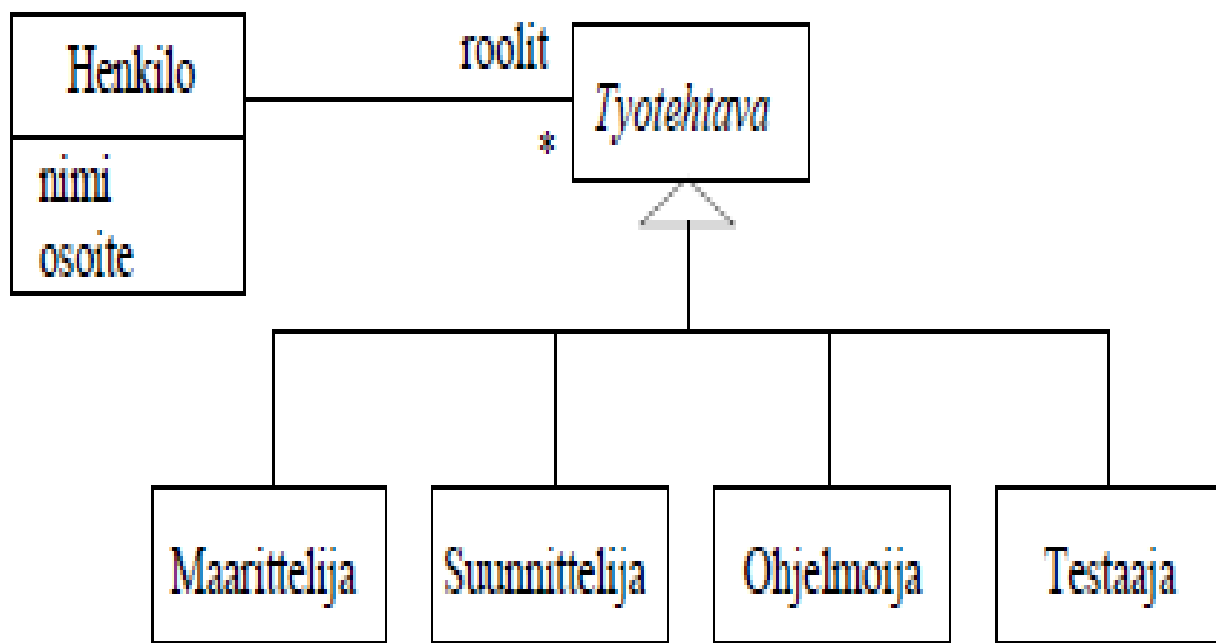 Henkilo
nimi
osoite
roolit
*
Tyotehtava
Maarittelija
Suunnittelija
Ohjelmoija
Testaaja